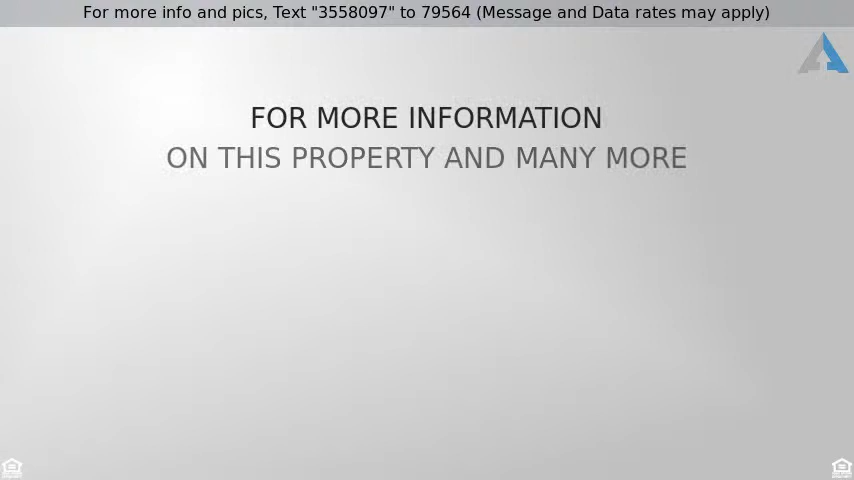 For more info and pics, Text "3558097" to 79564 (Message and Data rates may apply)
FOR MORE INFORMATION
ON THIS PROPERTY AND MANY MORE